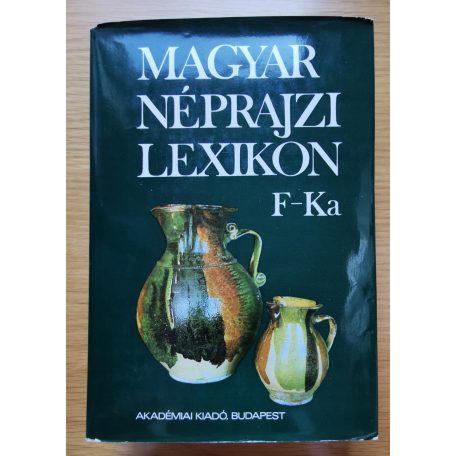 MAGYAR
NÉPRAJZI
LEXIKON
F-Ka
AKADÉMIAI KIADÓ, BUDAPEST